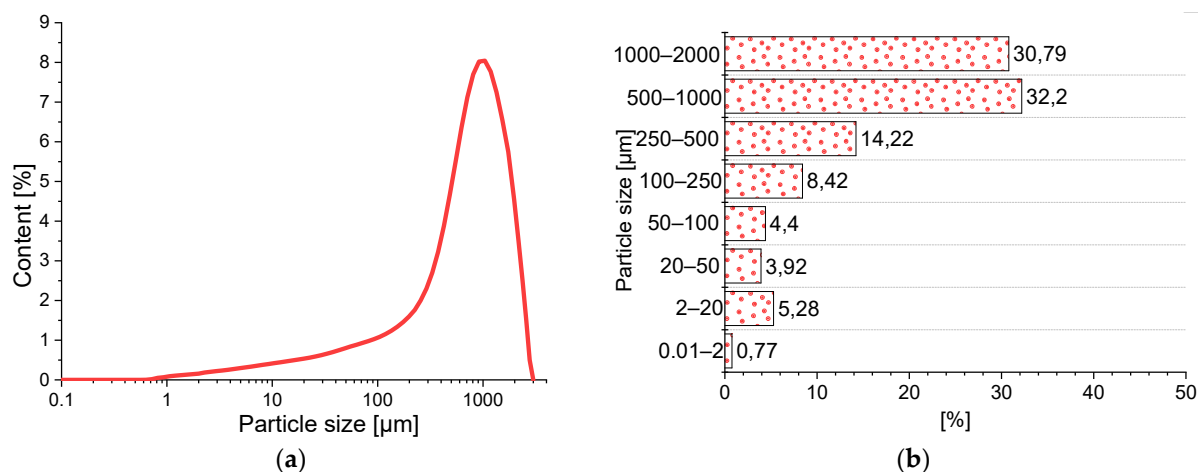 9
8
7
6
5
4
3
2
1
0
Content [%]
0.1 1 10 100 1000
Particle size [µm]
(a)
Particle size [µm]
1000–2000 30,79
500–1000 32,2
250–500 14,22
100–250 8,42
50–100 4,4
20–50 3,92
2–20 5,28
0.01–2 0,77
0 10 20 30 40 50
[%]
(b)